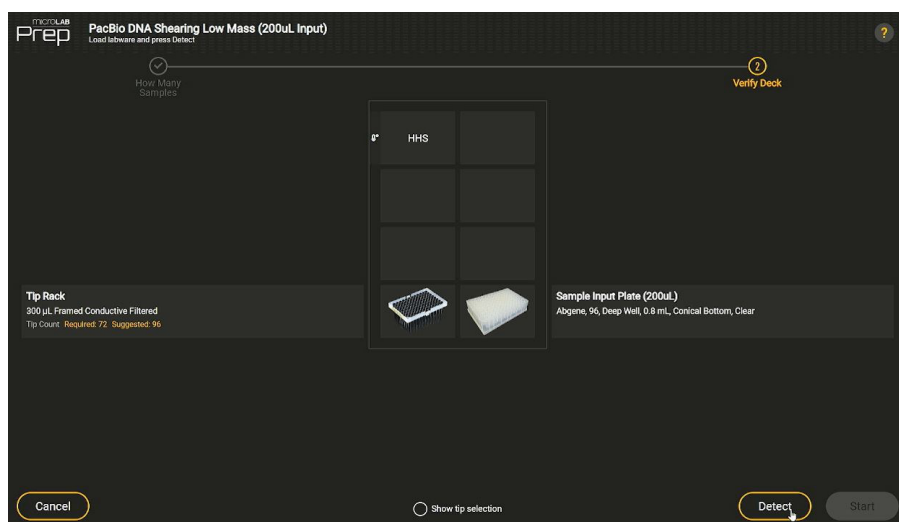 microLAB
Prep
PacBio DNA Shearing Low Mass (200uL Input)
Load labware and press Detect
?
How Many
Samples
2
Verify Deck
HHS
Tip Rack
300 µL Framed Conductive Filtered
Tip Count Required: 72 Suggested: 96
Sample Input Plate (200uL)
Abgene, 96, Deep Well, 0.8 mL, Conical Bottom, Clear
Cancel
Show tip selection
Detect
Start